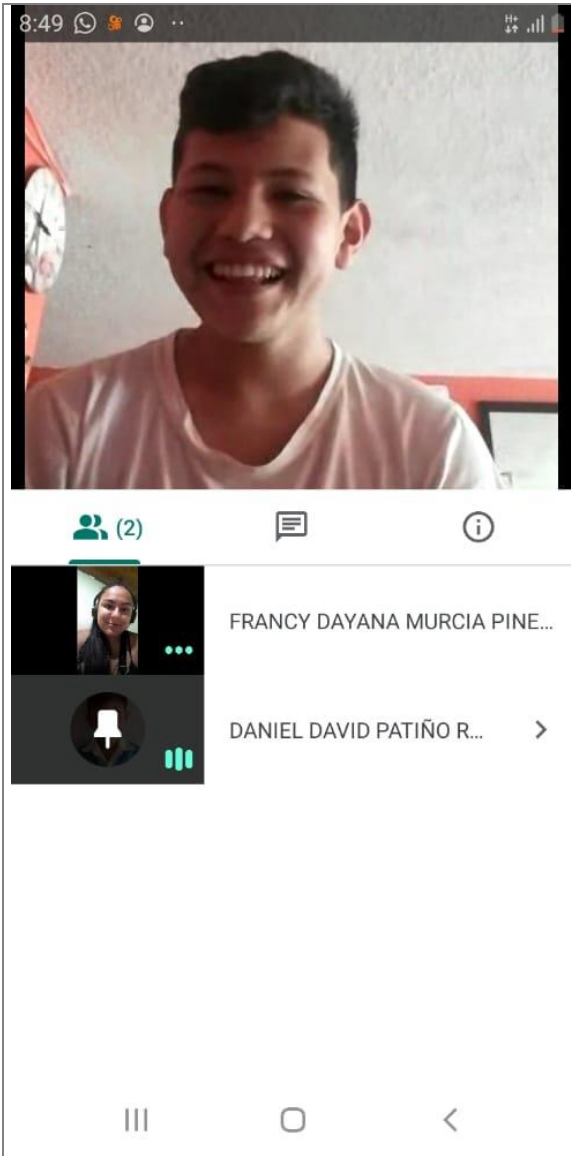 8:49
H+
(2)
FRANCY DAYANA MURCIA PINE...
DANIEL DAVID PATIÑO R...